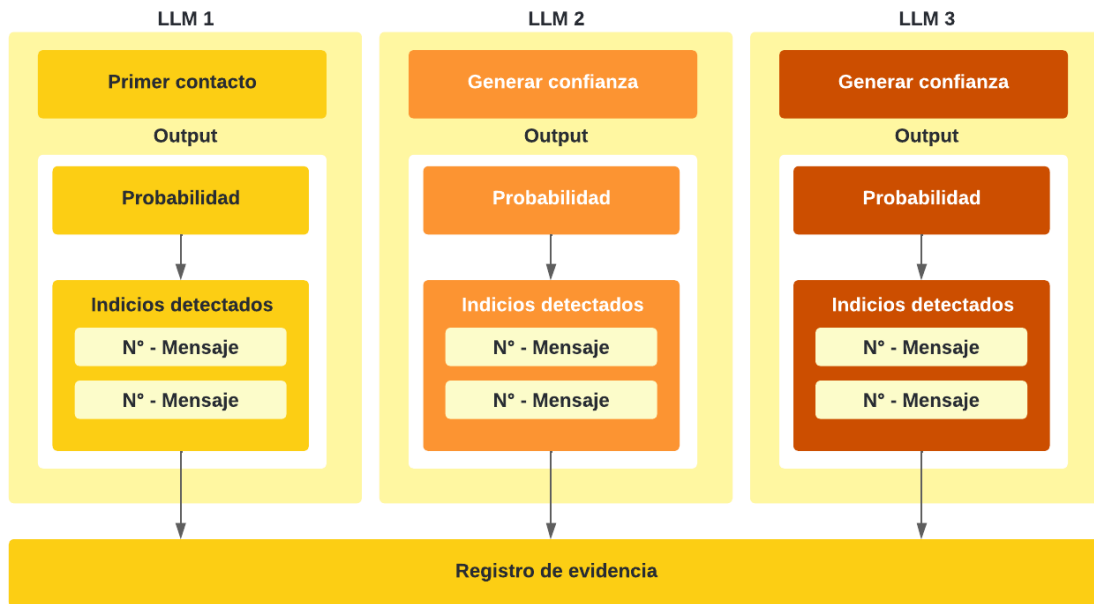 LLM 1
Primer contacto
Output
Probabilidad
Indicios detectados
N° - Mensaje
N° - Mensaje
LLM 2
Generar confianza
Output
Probabilidad
Indicios detectados
N° - Mensaje
N° - Mensaje
LLM 3
Generar confianza
Output
Probabilidad
Indicios detectados
N° - Mensaje
N° - Mensaje
Registro de evidencia